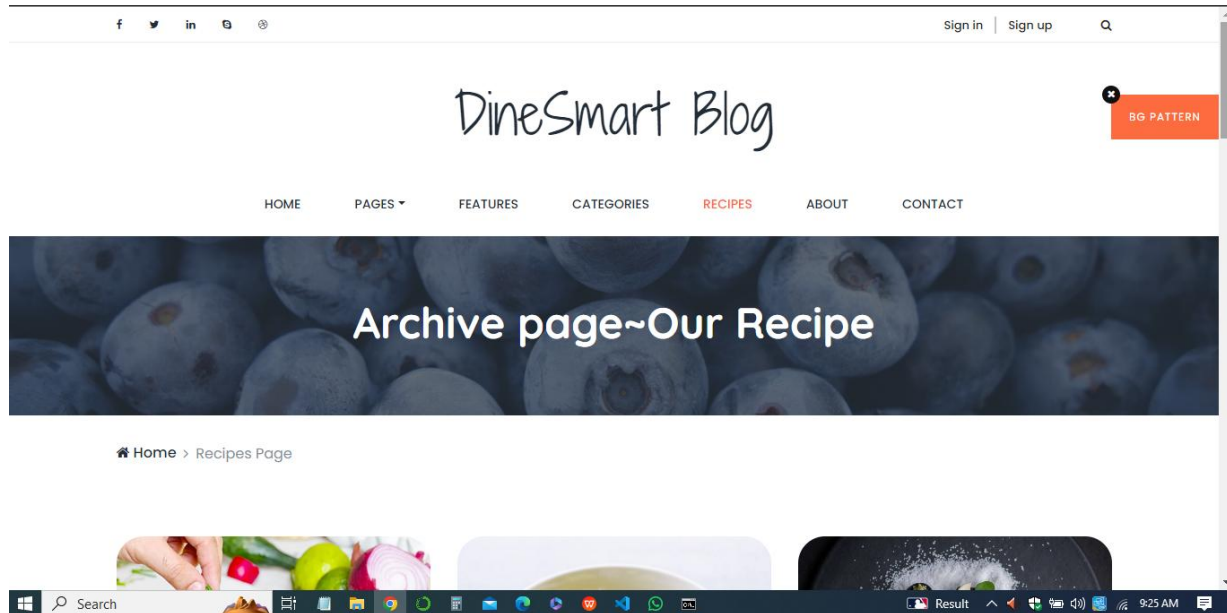 Sign in Sign up
DineSmart Blog
BG PATTERN
HOME PAGES FEATURES CATEGORIES RECIPES ABOUT CONTACT
Archive page~Our Recipe
Home > Recipes Page
Search
Result 9:25 AM